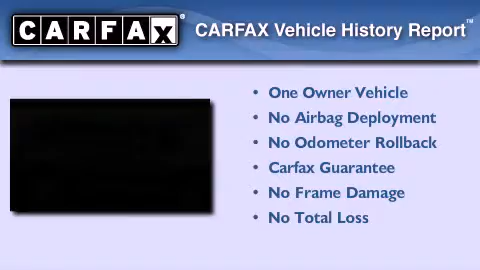 CARFAX® CARFAX Vehicle History Report™
• One Owner Vehicle
• No Airbag Deployment
• No Odometer Rollback
• Carfax Guarantee
• No Frame Damage
• No Total Loss